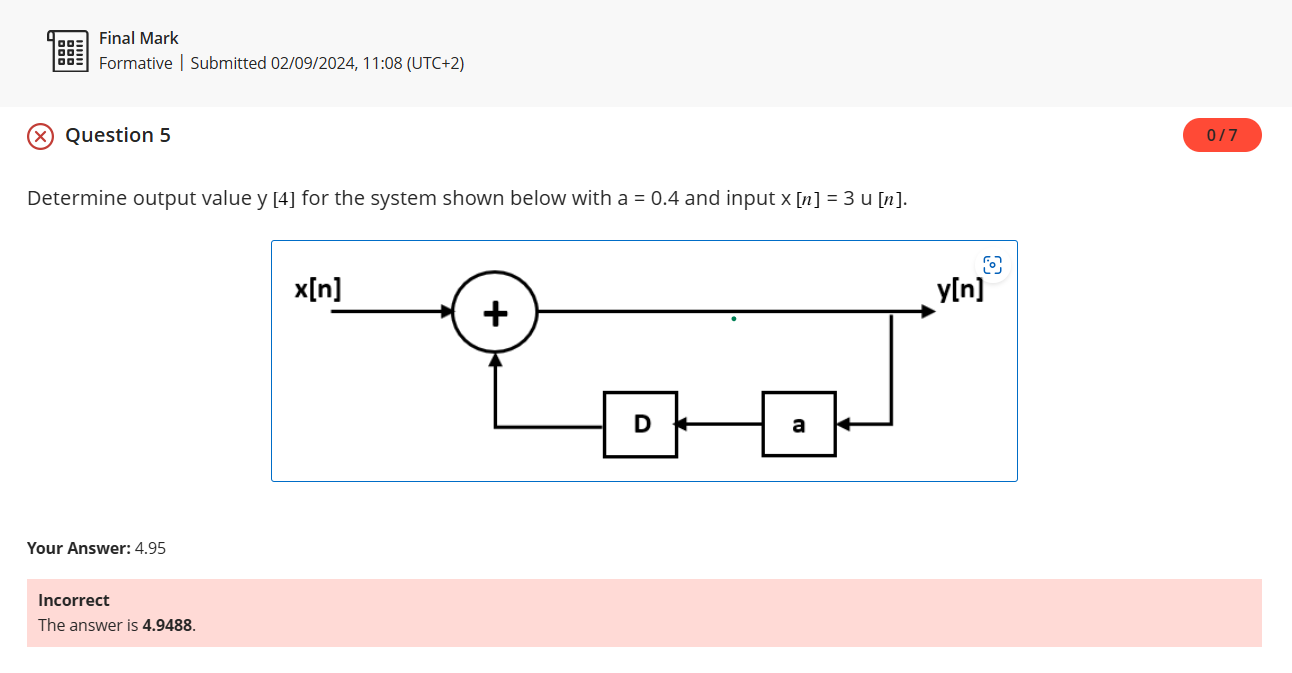 Final Mark
Formative | Submitted 02/09/2024, 11:08 (UTC+2)
Question 5
0 / 7
Determine output value y [4] for the system shown below with a = 0.4 and input x [n] = 3 u [n].
x[n]
+
y[n]
D
a
Your Answer: 4.95
Incorrect
The answer is 4.9488.